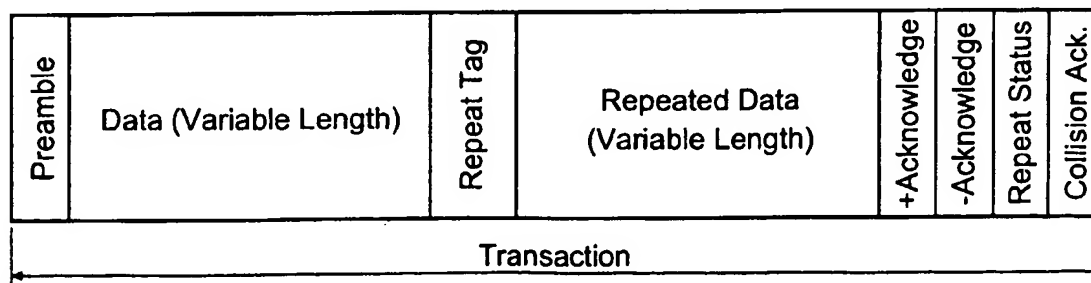 Preamble
Data (Variable Length)
Repeat Tag
Repeated Data
(Variable Length)
+Acknowledge
-Acknowledge
Repeat Status
Collision Ack.
Transaction